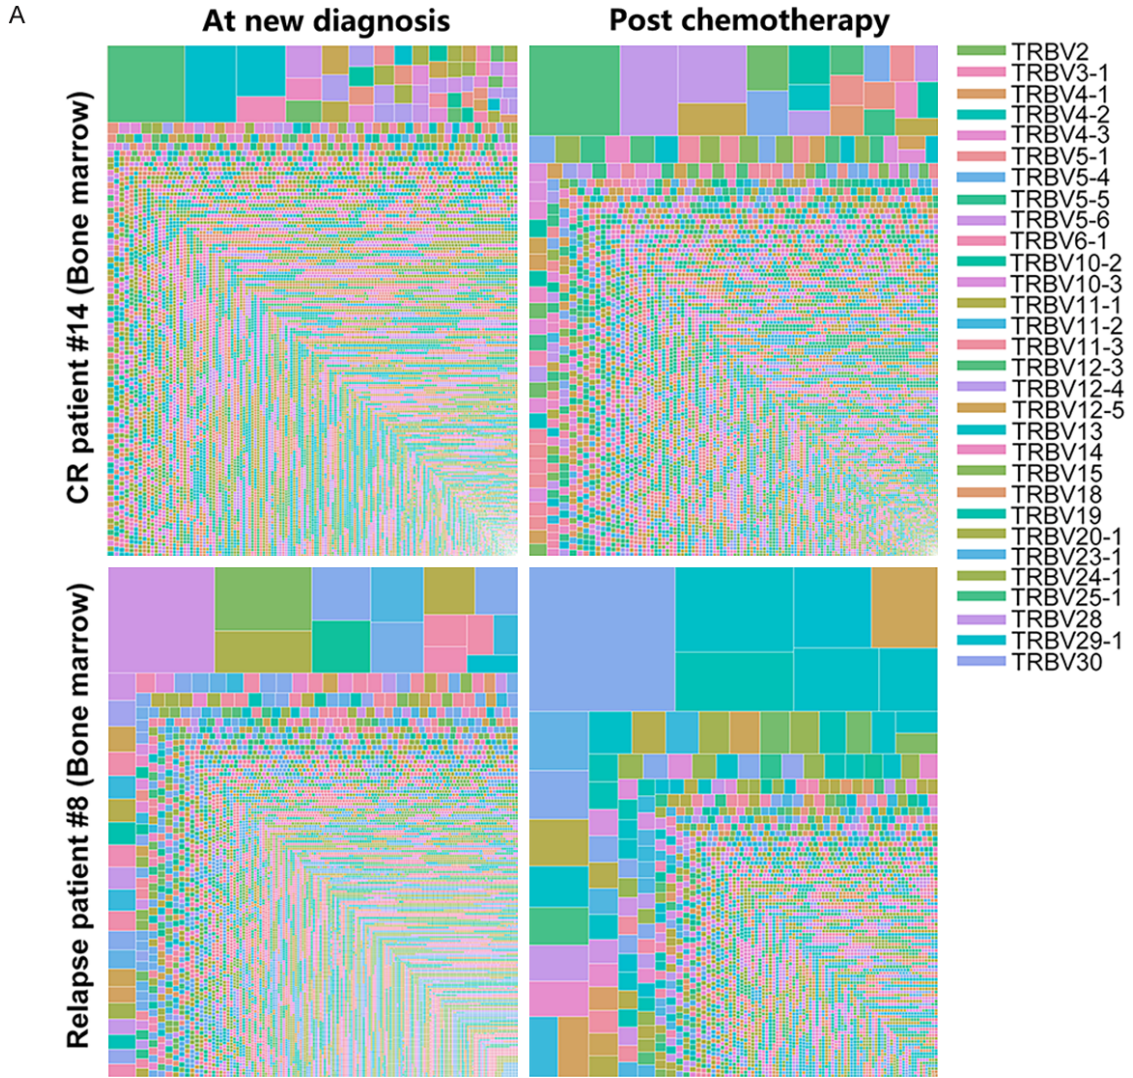 A
At new diagnosis
Post chemotherapy
CR patient #14 (Bone marrow)
Relapse patient #8 (Bone marrow)
TRBV2
TRBV3-1
TRBV4-1
TRBV4-2
TRBV4-3
TRBV5-1
TRBV5-4
TRBV5-5
TRBV5-6
TRBV6-1
TRBV10-2
TRBV10-3
TRBV11-1
TRBV11-2
TRBV11-3
TRBV12-3
TRBV12-4
TRBV12-5
TRBV13
TRBV14
TRBV15
TRBV18
TRBV19
TRBV20-1
TRBV23-1
TRBV24-1
TRBV25-1
TRBV28
TRBV29-1
TRBV30